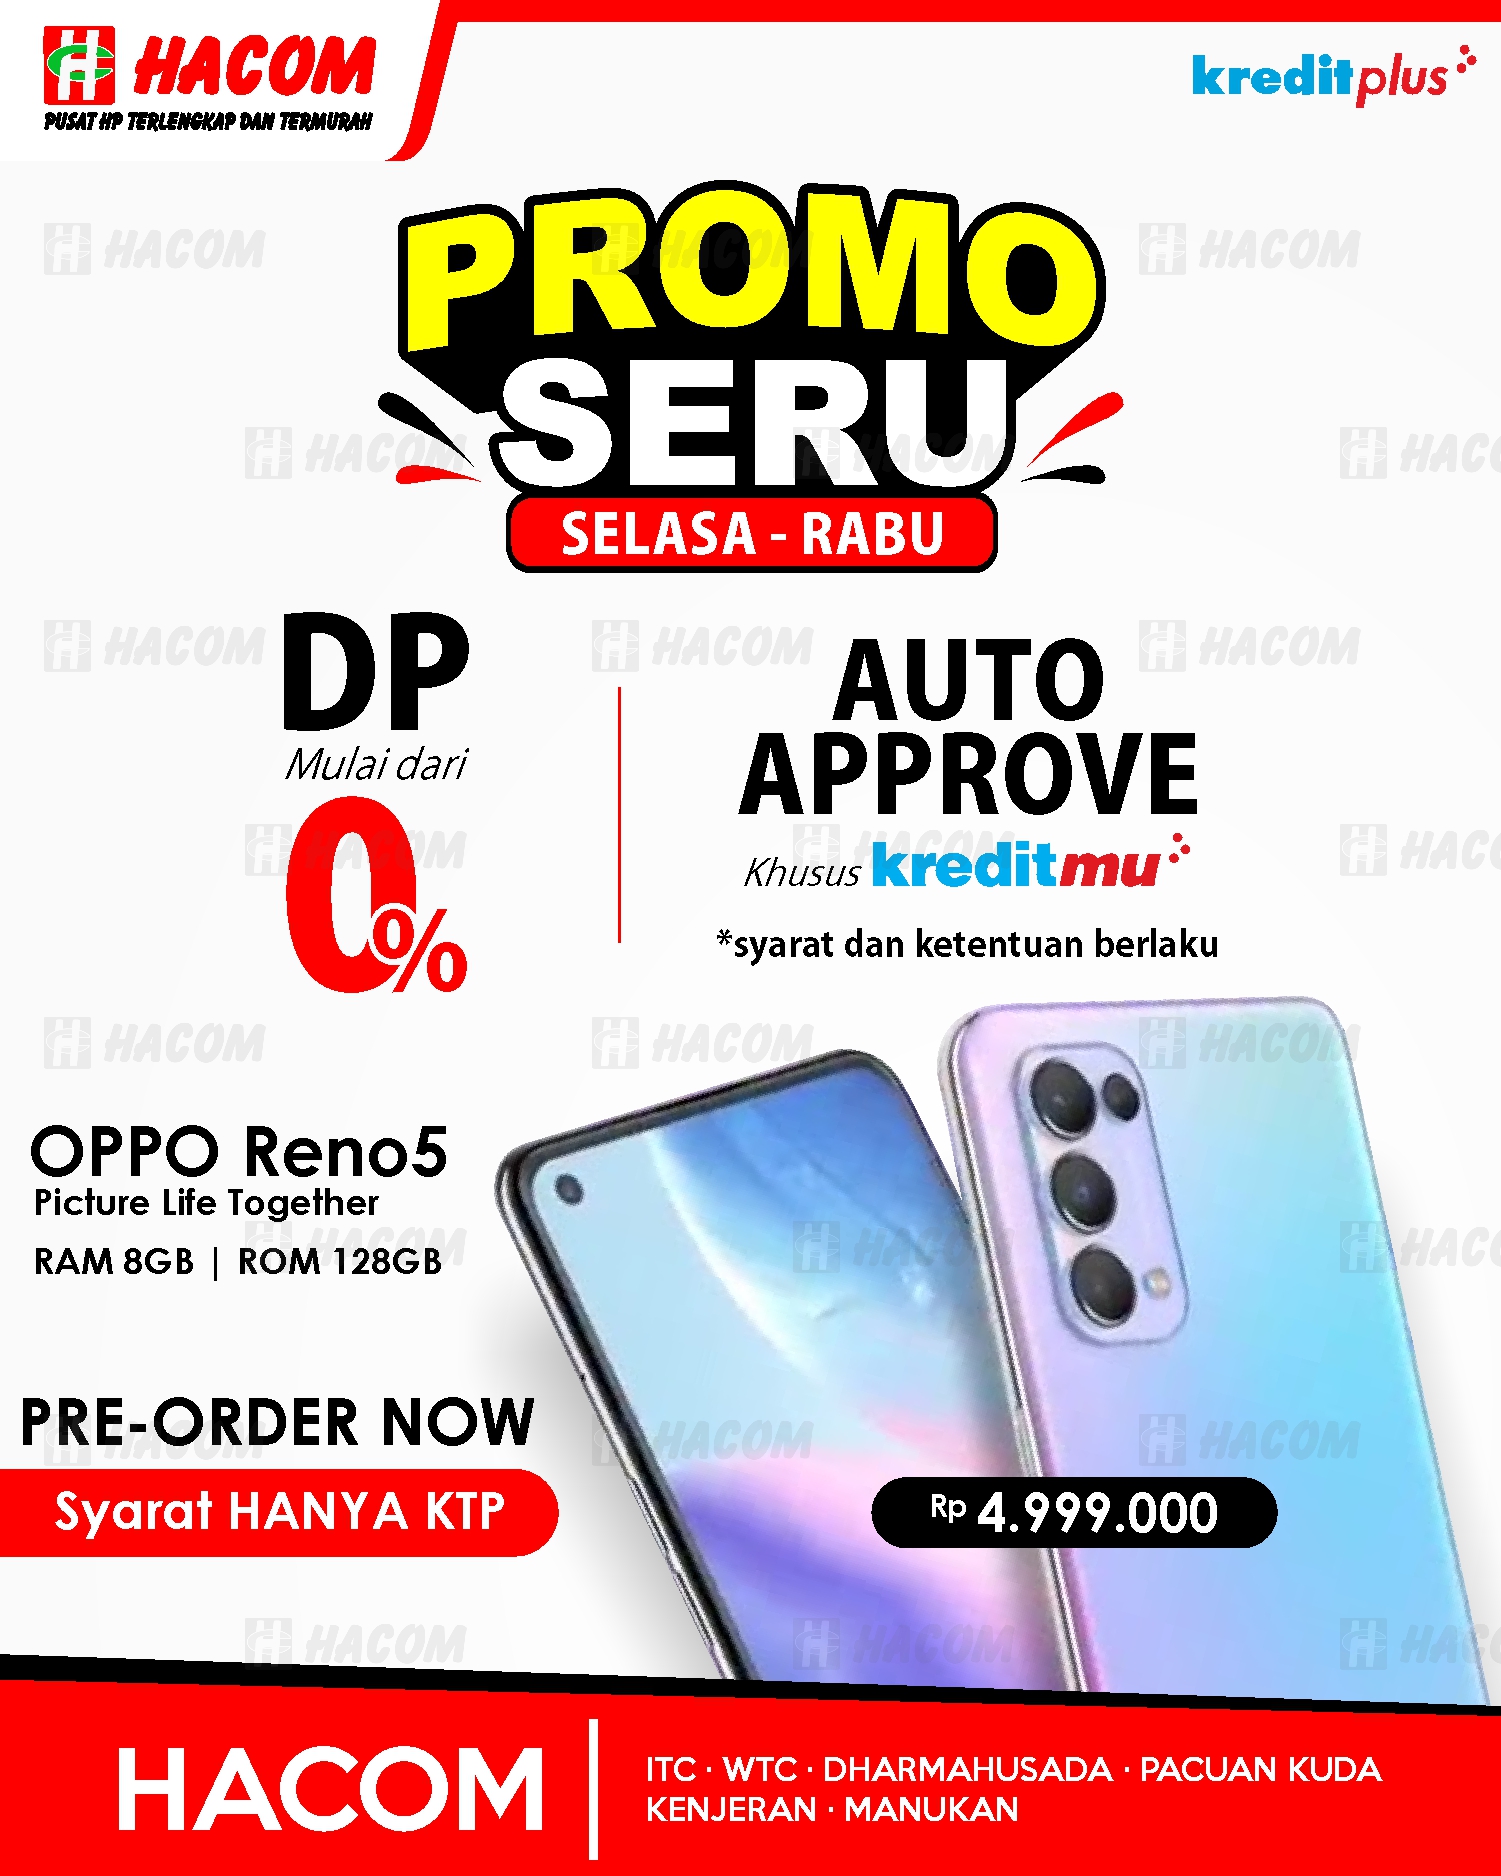 HACOM
PUSAT HP TERLENGKAP DAN TERMURAH
kreditplus
PROMO
SERU
SELASA - RABU
DP
Mulai dari
0%
AUTO
APPROVE
Khusus kreditmu
*syarat dan ketentuan berlaku
OPPO Reno5
Picture Life Together
RAM 8GB | ROM 128GB
PRE-ORDER NOW
Syarat HANYA KTP
Rp 4.999.000
HACOM
ITC · WTC · DHARMAHUSADA · PACUAN KUDA
KENJERAN · MANUKAN